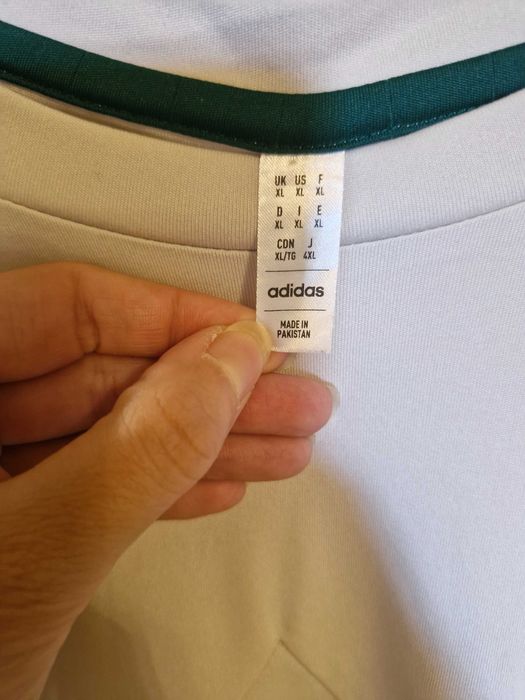 UK US F
XL XL XL
D I E
XL XL XL
CDN J
XL/TG 4XL
adidas
MADE IN
PAKISTAN